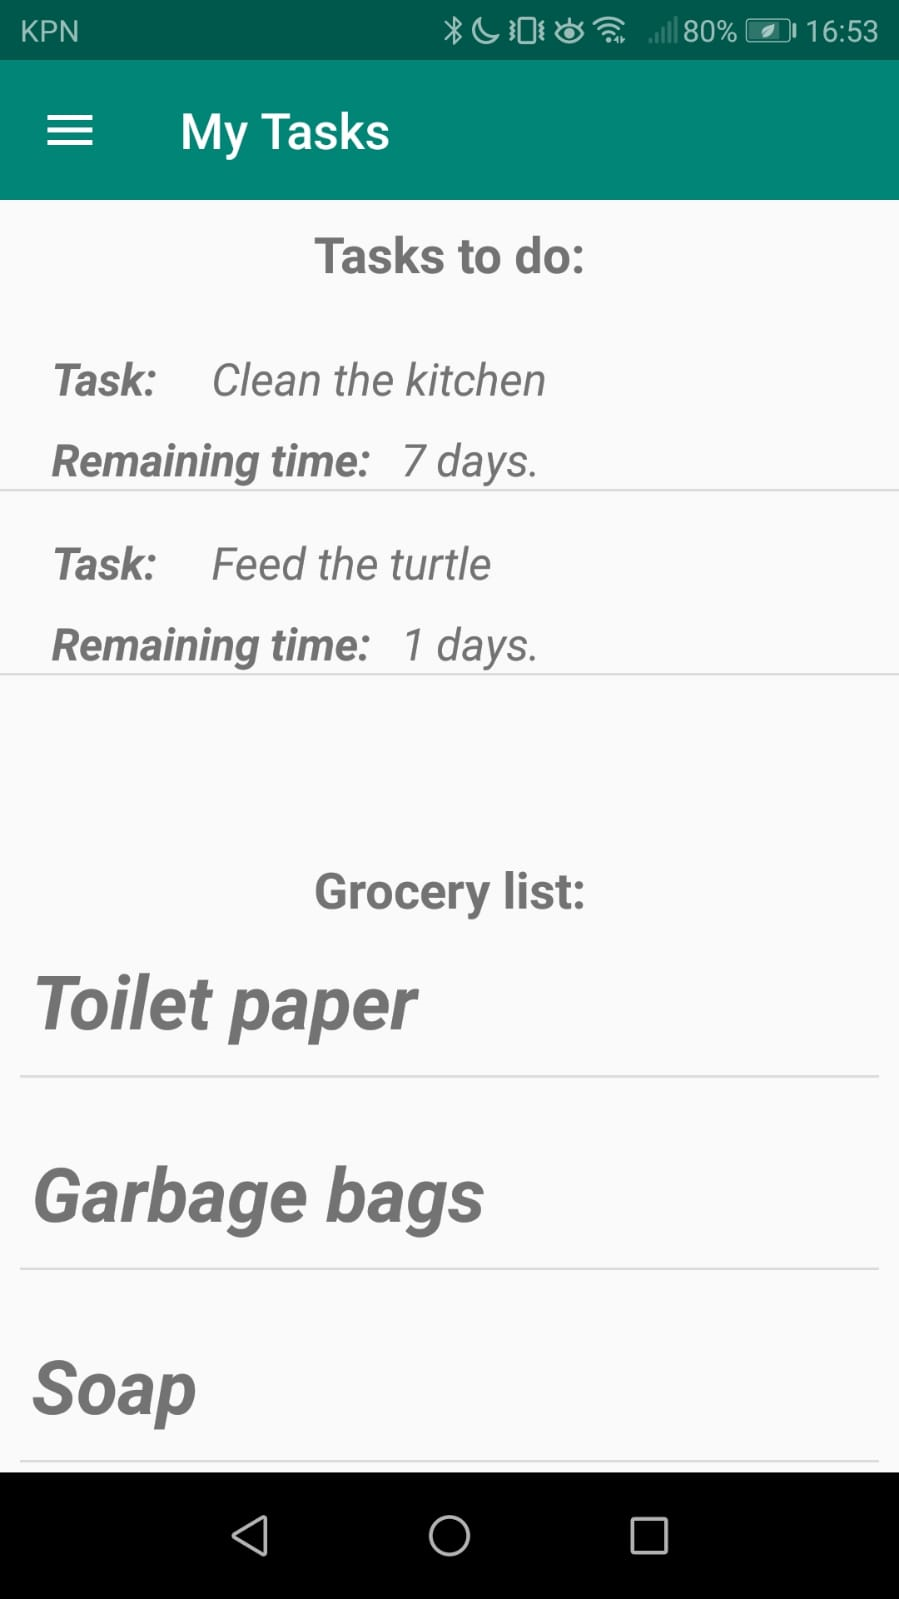 KPN 80% 16:53
My Tasks
Tasks to do:
Task: Clean the kitchen
Remaining time: 7 days.
Task: Feed the turtle
Remaining time: 1 days.
Grocery list:
Toilet paper
Garbage bags
Soap